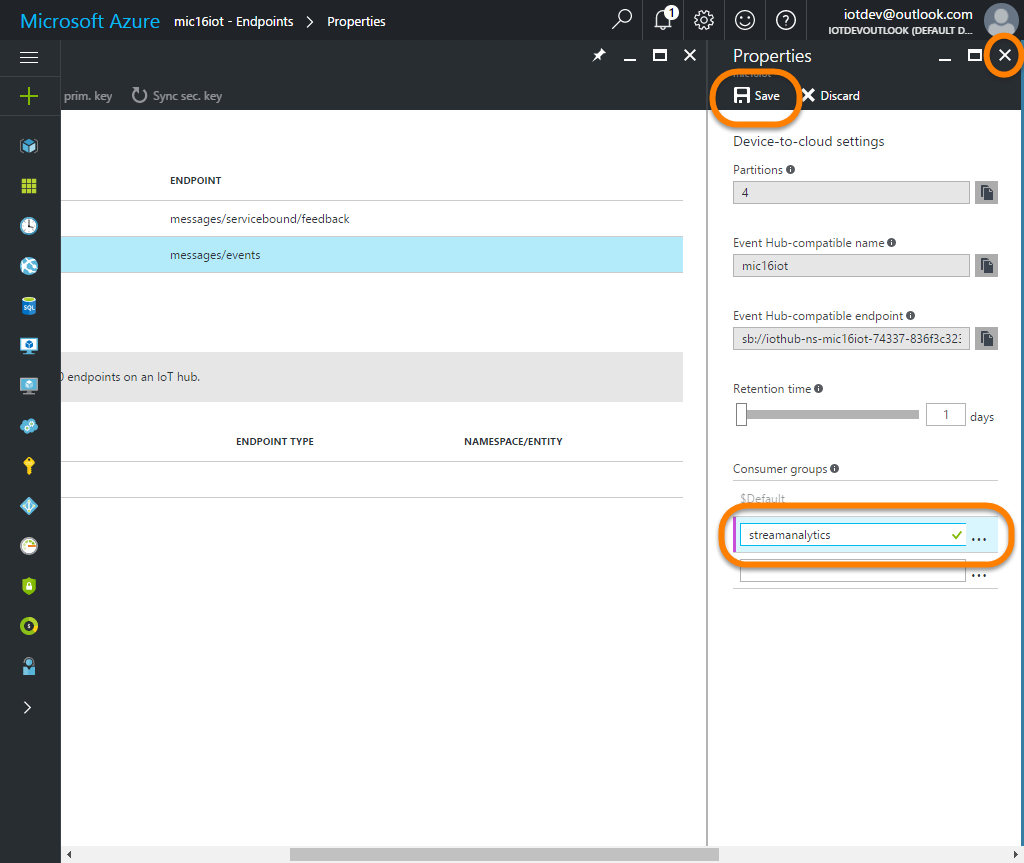 Microsoft Azure mic16iot - Endpoints > Properties
1
iotdev@outlook.com
IOTDEVOUTLOOK (DEFAULT D...
prim. key Sync sec. key
ENDPOINT
messages/servicebound/feedback
messages/events
0 endpoints on an IoT hub.
ENDPOINT TYPE NAMESPACE/ENTITY
SQL
Properties
mic16iot
Save Discard
Device-to-cloud settings
Partitions
4
Event Hub-compatible name
mic16iot
Event Hub-compatible endpoint
sb://iothub-ns-mic16iot-74337-836f3c323
Retention time
1 days
Consumer groups
$Default
streamanalytics ...
...